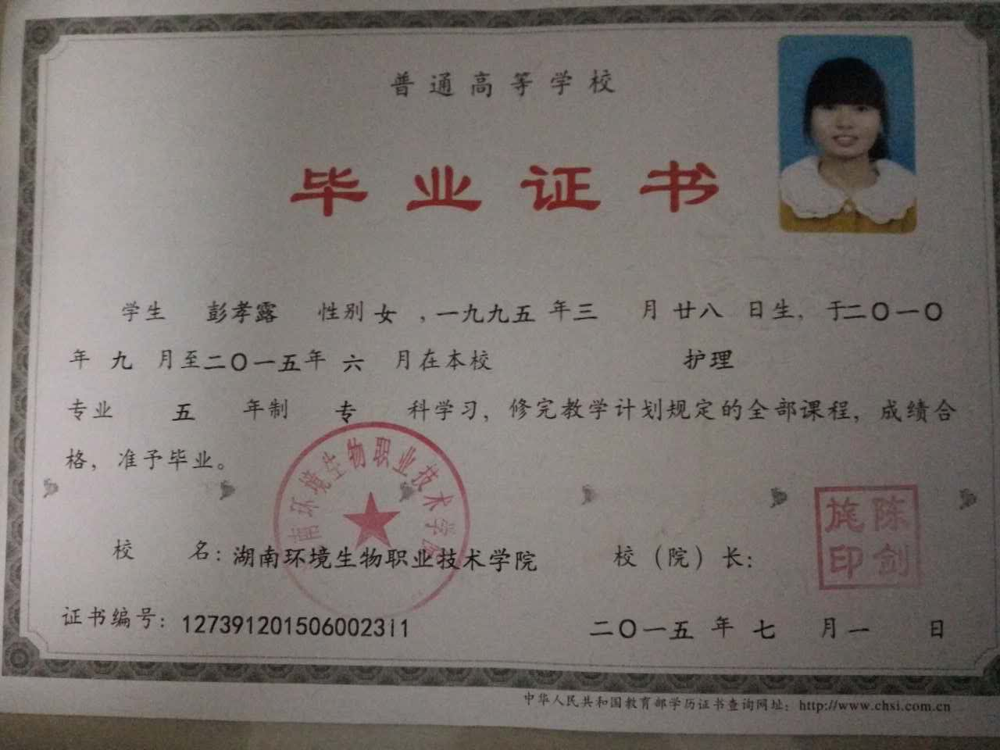 普通高等学校
毕业证书
学生 彭孝露 性别 女 ，一九九五 年 三 月 廿八 日生，于二〇一〇
年 九 月至二〇一五年 六 月在本校 护理
专业 五 年制 专 科学习，修完教学计划规定的全部课程，成绩合
格，准予毕业。
南环境生物职业技术学院
校 名：湖南环境生物职业技术学院 校（院）长：
陈剑旄印
证书编号：127391201506002311 二〇一五 年 七 月 一 日
中华人民共和国教育部学历证书查询网址：http://www.chsi.com.cn